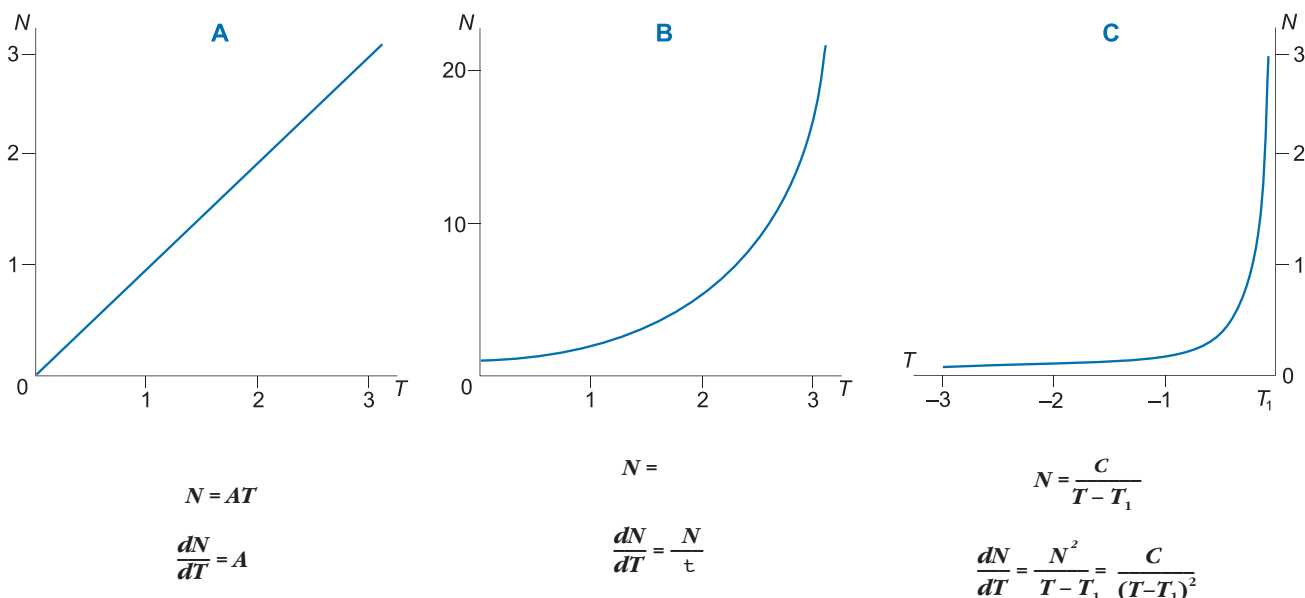 A
N
3
2
1
0
1
2
3
T
N = AT
dN/dT = A
B
N
20
10
0
1
2
3
T
N =
dN/dT = N/t
C
N
3
2
1
0
T
–3
–2
–1
T₁
N = C/(T – T₁)
dN/dT = N²/(T – T₁) = C/(T–T₁)²